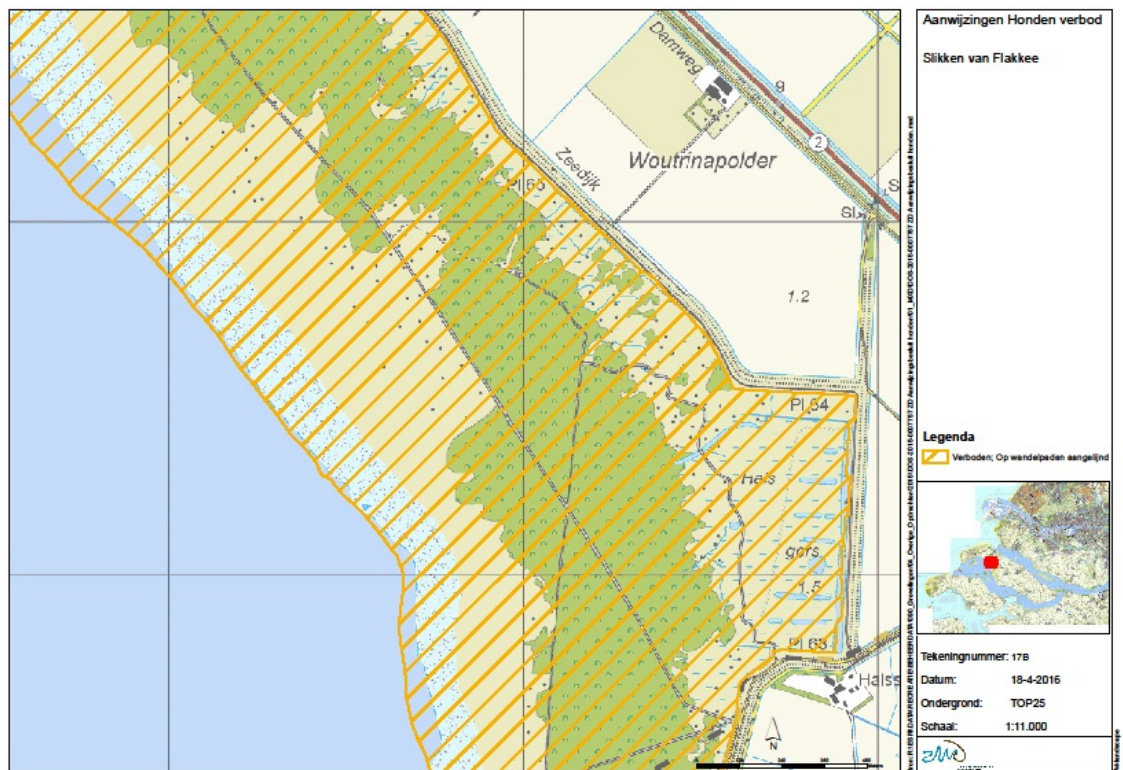 Damweg
9
2
Zeedijk
Woutrinapolder
Pl.65
1.2
Pl.64
Hals
gors
1.5
Pl.63
N
Aanwijzingen Honden verbod
Slikken van Flakkee
Legenda
Verboden; Op wandelpaden aangelijnd
Tekeningnummer: 17B
Datum: 18-4-2016
Ondergrond: TOP25
Schaal: 1:11.000